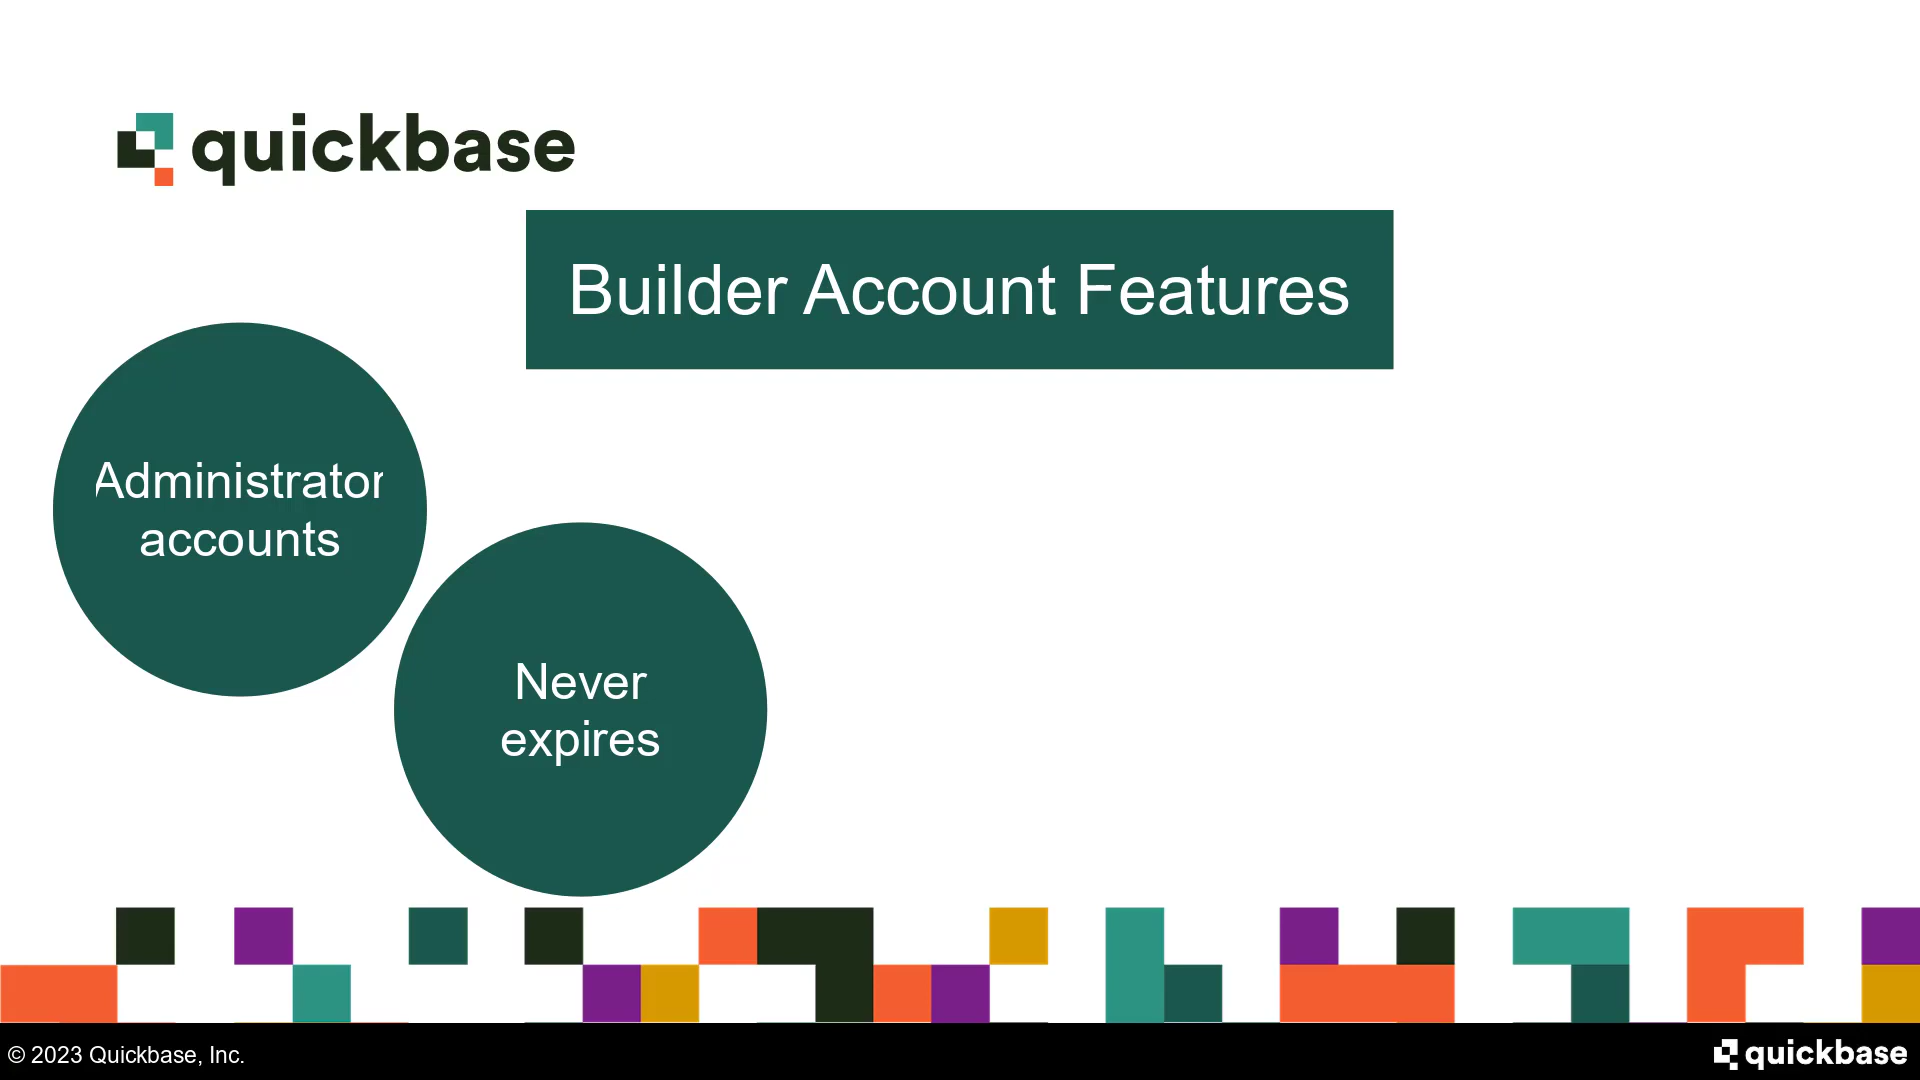 quickbase
Builder Account Features
Administrator
accounts
Never
expires
© 2023 Quickbase, Inc.
quickbase